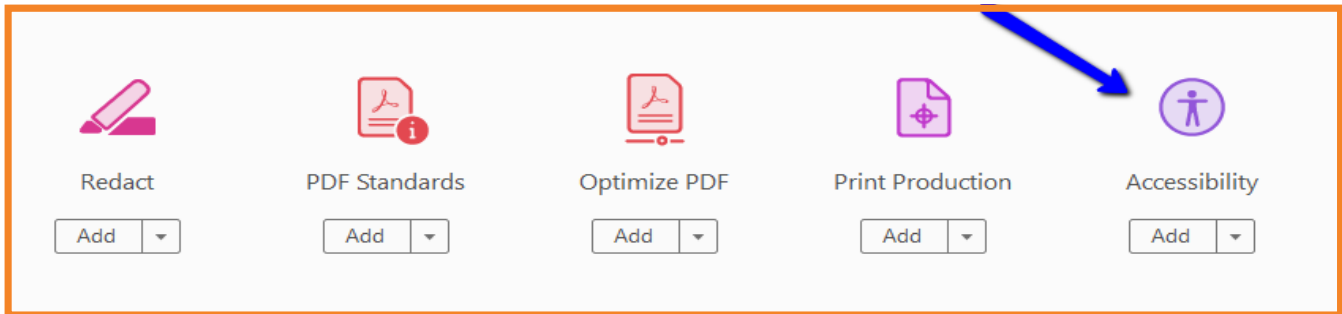 Redact PDF Standards Optimize PDF Print Production Accessibility
Add Add Add Add Add